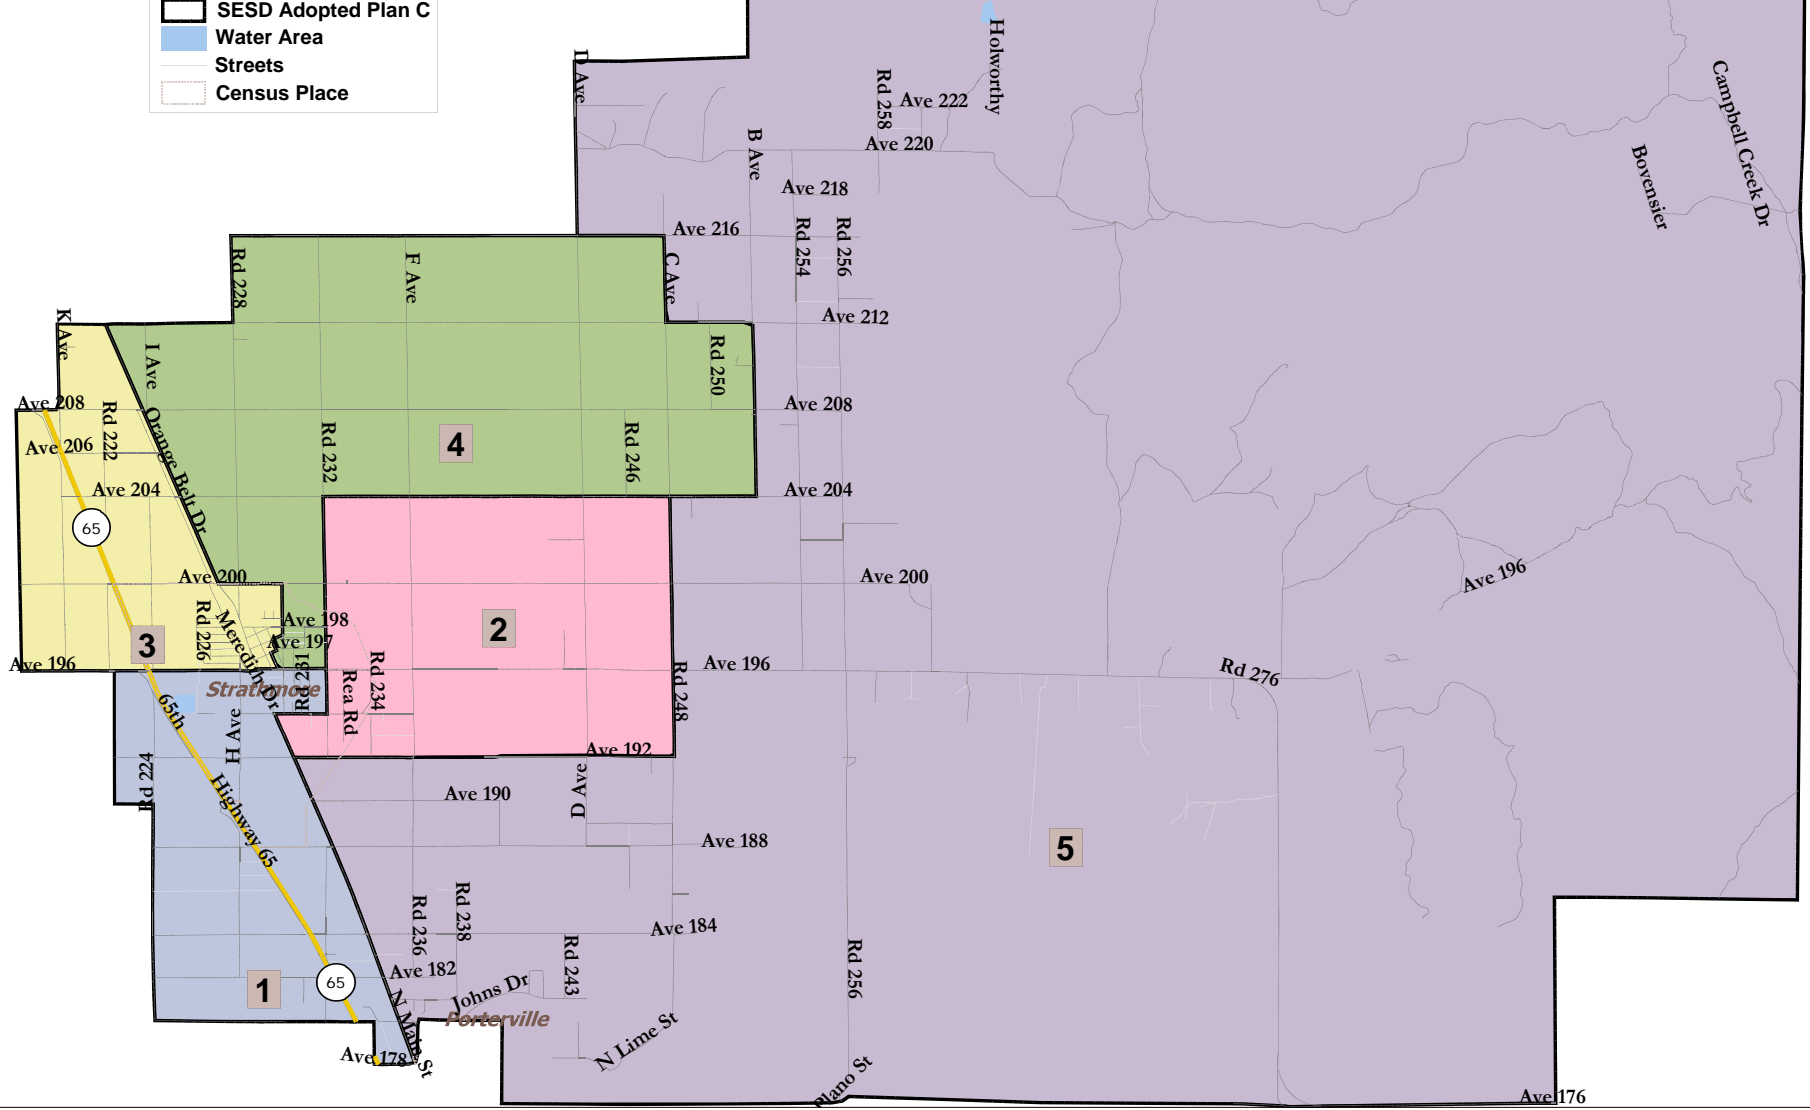 SESD Adopted Plan C
Water Area
Streets
Census Place
Holworthy
D Ave
Rd 258
Ave 222
Campbell Creek Dr
Ave 220
B Ave
Bovensier
Ave 218
Ave 216
Rd 254
Rd 256
Rd 228
F Ave
C Ave
K Ave
Ave 212
I Ave
Rd 250
Ave 208
Ave 208
Rd 222
Orange Belt Dr
Rd 232
4
Rd 246
Ave 206
Ave 204
Ave 204
65
Ave 200
Ave 200
Ave 196
Rd 226
Meredith Dr
Ave 198
Ave 197
2
3
Ave 196
Rd 231
Rd 234
Rea Rd
Rd 248
Ave 196
Rd 276
Strathmore
65th
H Ave
Ave 192
Rd 224
Highway 65
D Ave
Ave 190
Ave 188
5
Rd 236
Rd 238
Ave 184
Rd 243
Rd 256
Ave 182
1
65
Johns Dr
N Main St
Porterville
N Lime St
Ave 178
Plano St
Ave 176